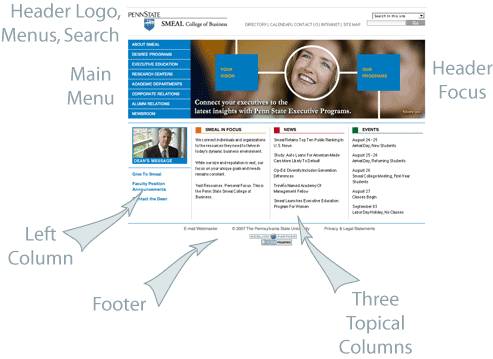 Header Logo,
Menus, Search
Main
Menu
Header
Focus
Left
Column
Footer
Three
Topical
Columns
PENNSTATE
SMEAL College of Business
DIRECTORY | CALENDAR | CONTACT US | INTRANET | SITE MAP
Search in this site
Go
ABOUT SMEAL
DEGREE PROGRAMS
EXECUTIVE EDUCATION
RESEARCH CENTERS
ACADEMIC DEPARTMENTS
CORPORATE RELATIONS
ALUMNI RELATIONS
NEWSROOM
YOUR
VISION
OUR
PROGRAMS
Connect your executives to the
latest insights with Penn State Executive Programs.
DEAN'S MESSAGE
Give To Smeal
Faculty Position
Announcements
Contact the Dean
SMEAL IN FOCUS
We connect individuals and organizations
to the resources they need to thrive in
today's dynamic business environment.
While our size and reputation is vast, our
focus on your unique goals and needs
remains constant.
Vast Resources. Personal Focus. This is
the Penn State Smeal College of
Business.
NEWS
Smeal Retains Top Ten Public Ranking in
U.S. News
Study: Auto Loans For American-Made
Cars More Likely To Default
Op-Ed: Diversity Includes Generation
Differences
Trevino Named Academy Of
Management Fellow
Smeal Launches Executive Education
Program For Women
EVENTS
August 24 - 25
Arrival Day, New Students
August 25 - 26
Arrival Day, Returning Students
August 26
Smeal College Meeting, First-Year
Students
August 27
Classes Begin
September 03
Labor Day Holiday, No Classes
E-mail Webmaster
© 2007 The Pennsylvania State University
Privacy & Legal Statements